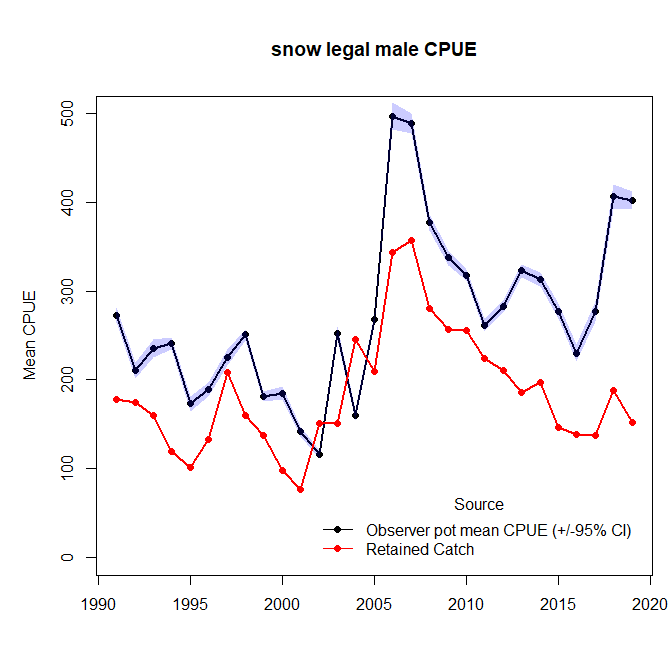 snow legal male CPUE
500
400
300
200
100
0
Mean CPUE
Source
Observer pot mean CPUE (+/-95% CI)
Retained Catch
1990 1995 2000 2005 2010 2015 2020